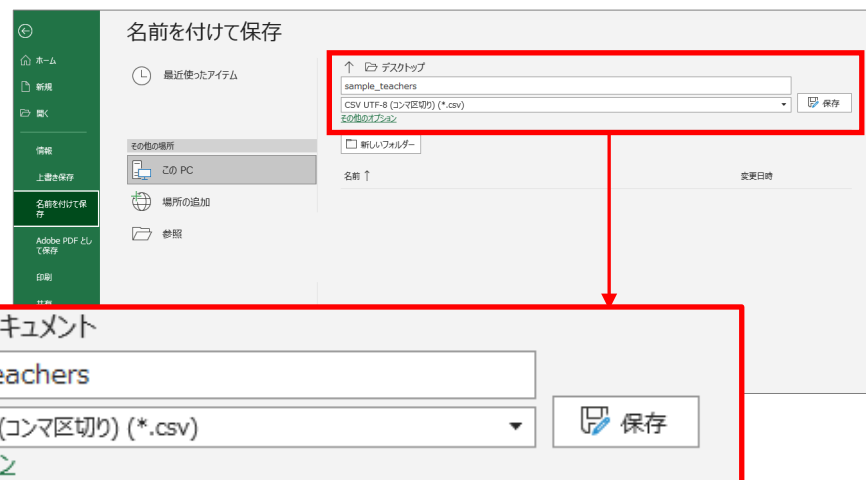 名前を付けて保存
ホーム
新規
開く
情報
上書き保存
名前を付けて保
存
Adobe PDF とし
て保存
印刷
最近使ったアイテム
その他の場所
この PC
場所の追加
参照
↑ デスクトップ
sample_teachers
CSV UTF-8 (コンマ区切り) (*.csv)
保存
その他のオプション
新しいフォルダー
名前 ↑
変更日時
キュメント
eachers
(コンマ区切り) (*.csv)
保存
ン